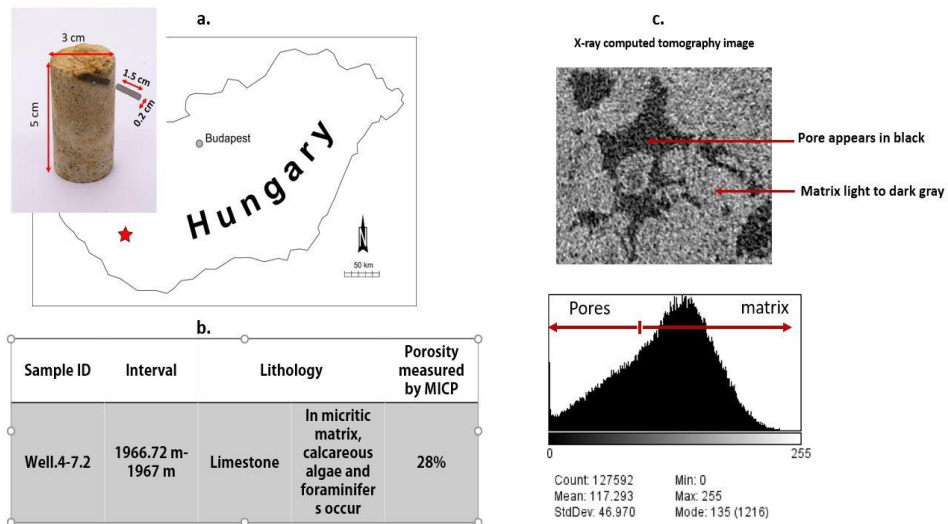 a.
3 cm
1.5 cm
0.2 cm
5 cm
Budapest
Hungary
N
50 km
b.
Sample ID
Interval
Lithology
Porosity
measured
by MICP
Well.4-7.2
1966.72 m-
1967 m
Limestone
In micritic
matrix,
calcareous
algae and
foraminifer
s occur
28%
c.
X-ray computed tomography image
Pore appears in black
Matrix light to dark gray
Pores
matrix
0
255
Count: 127592
Min: 0
Mean: 117.293
Max: 255
StdDev: 46.970
Mode: 135 (1216)